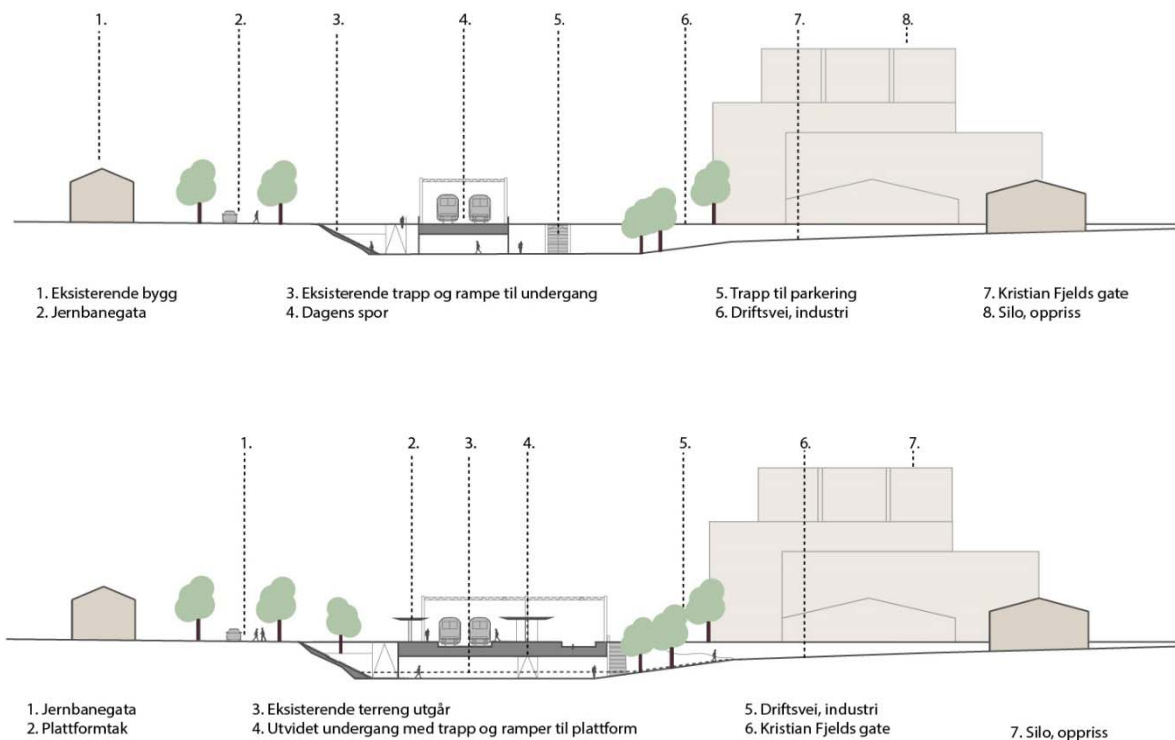 1. 2. 3. 4. 5. 6. 7. 8.
1. Eksisterende bygg 3. Eksisterende trapp og rampe til undergang 5. Trapp til parkering 7. Kristian Fjelds gate
2. Jernbanegata 4. Dagens spor 6. Driftsvei, industri 8. Silo, oppriss
1. 2. 3. 4. 5. 6. 7.
1. Jernbanegata 3. Eksisterende terreng utgår 5. Driftsvei, industri
2. Plattformtak 4. Utvidet undergang med trapp og ramper til plattform 6. Kristian Fjelds gate 7. Silo, oppriss